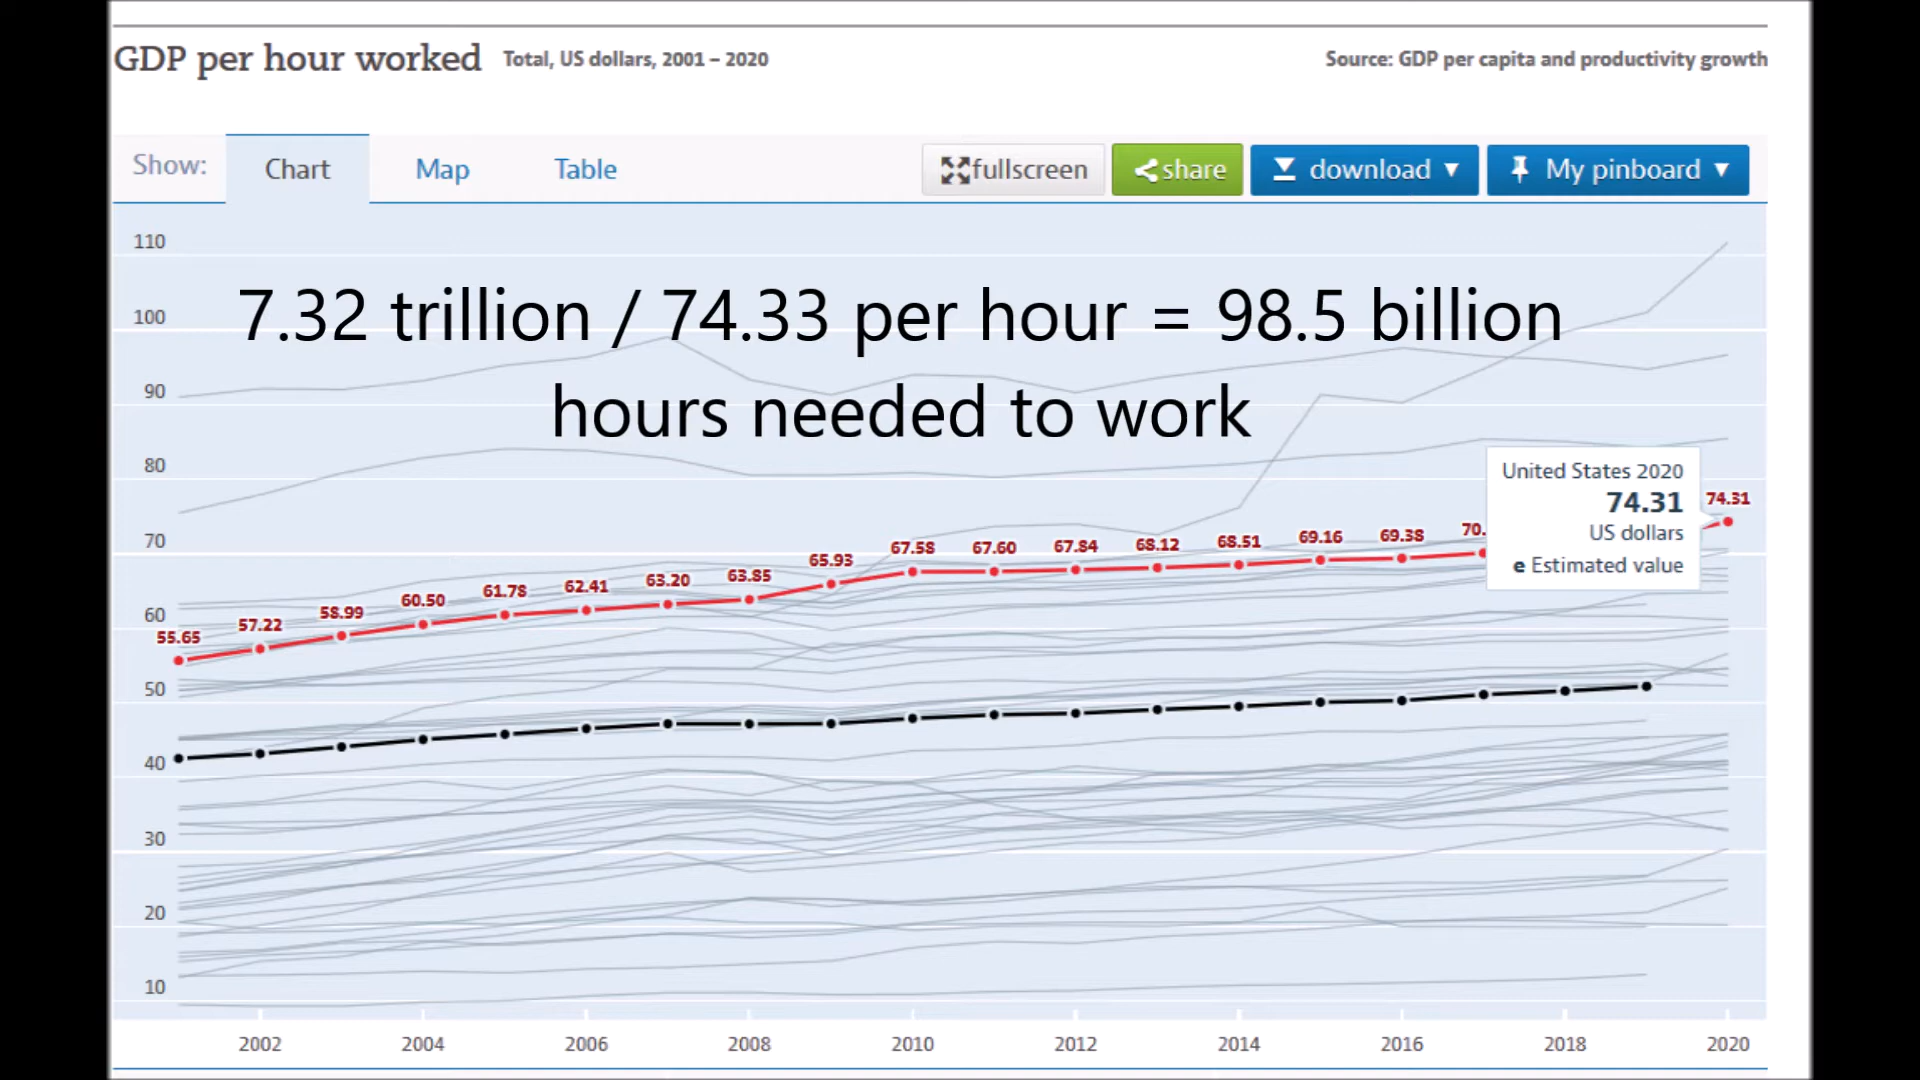 GDP per hour worked Total, US dollars, 2001 – 2020
Source: GDP per capita and productivity growth
Show: Chart Map Table fullscreen share download ▼ My pinboard ▼
7.32 trillion / 74.33 per hour = 98.5 billion
hours needed to work
110
100
90
80
70
60
50
40
30
20
10
United States 2020
74.31
US dollars
e Estimated value
55.65 57.22 58.99 60.50 61.78 62.41 63.20 63.85 65.93 67.58 67.60 67.84 68.12 68.51 69.16 69.38 70. 74.31
2002 2004 2006 2008 2010 2012 2014 2016 2018 2020